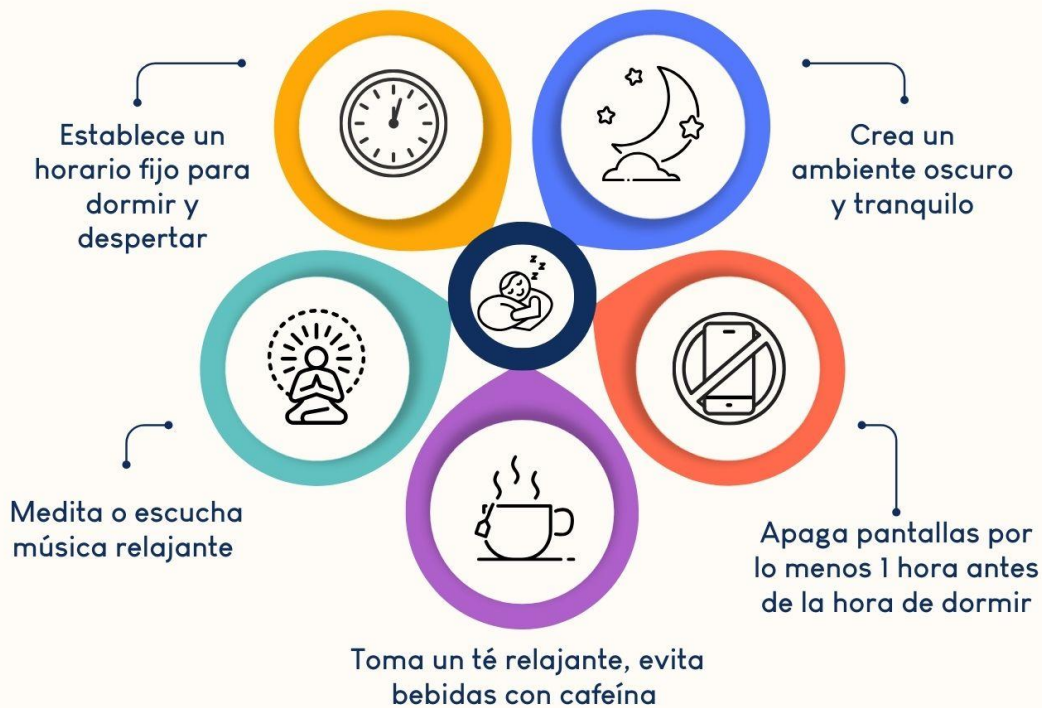 Establece un
horario fijo para
dormir y
despertar
Crea un
ambiente oscuro
y tranquilo
z
z
z
Medita o escucha
música relajante
Apaga pantallas por
lo menos 1 hora antes
de la hora de dormir
Toma un té relajante, evita
bebidas con cafeína